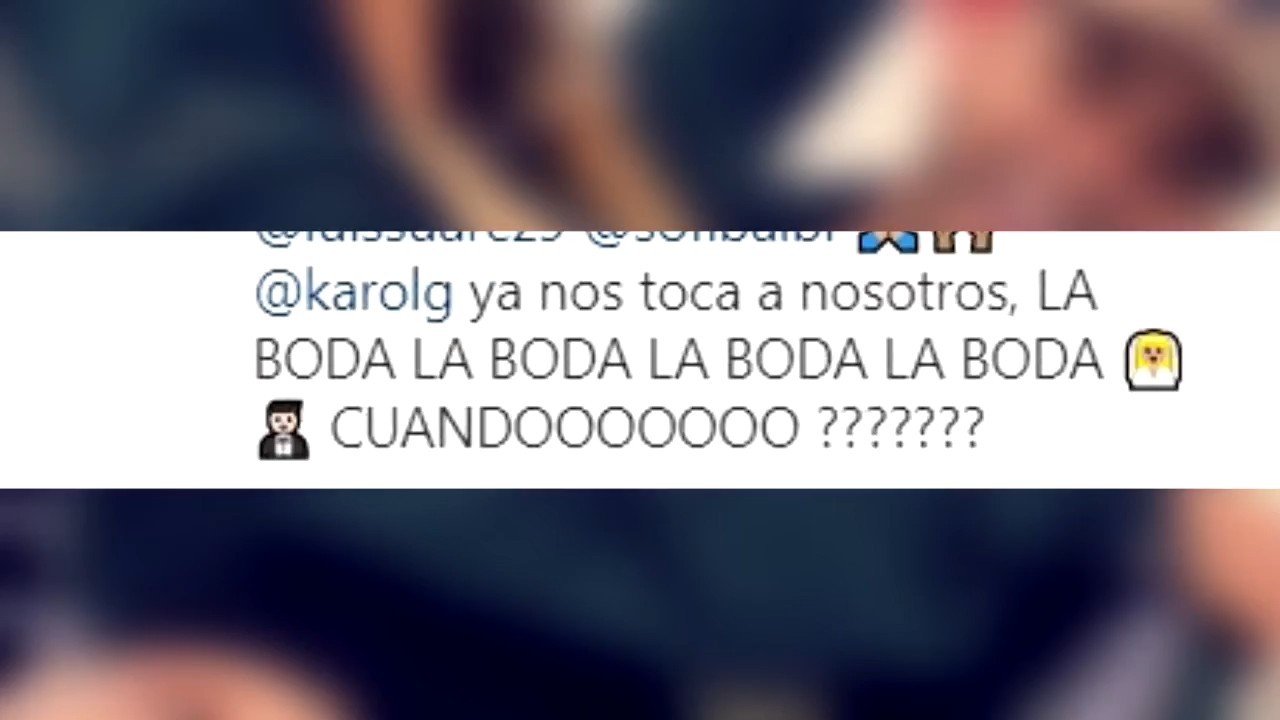 @karolg ya nos toca a nosotros, LA
BODA LA BODA LA BODA LA BODA 👰
🤵 CUANDOOOOOOO ???????